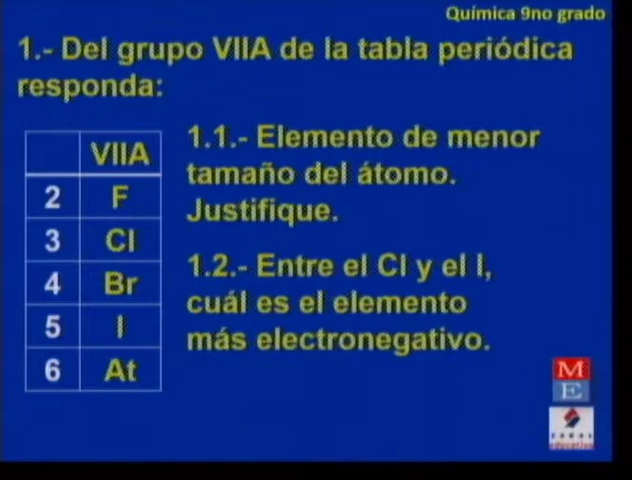 Química 9no grado
1.- Del grupo VIIA de la tabla periódica
responda:
VIIA
2 F
3 Cl
4 Br
5 I
6 At
1.1.- Elemento de menor
tamaño del átomo.
Justifique.
1.2.- Entre el Cl y el I,
cuál es el elemento
más electronegativo.
M
E
CANAL
educativo